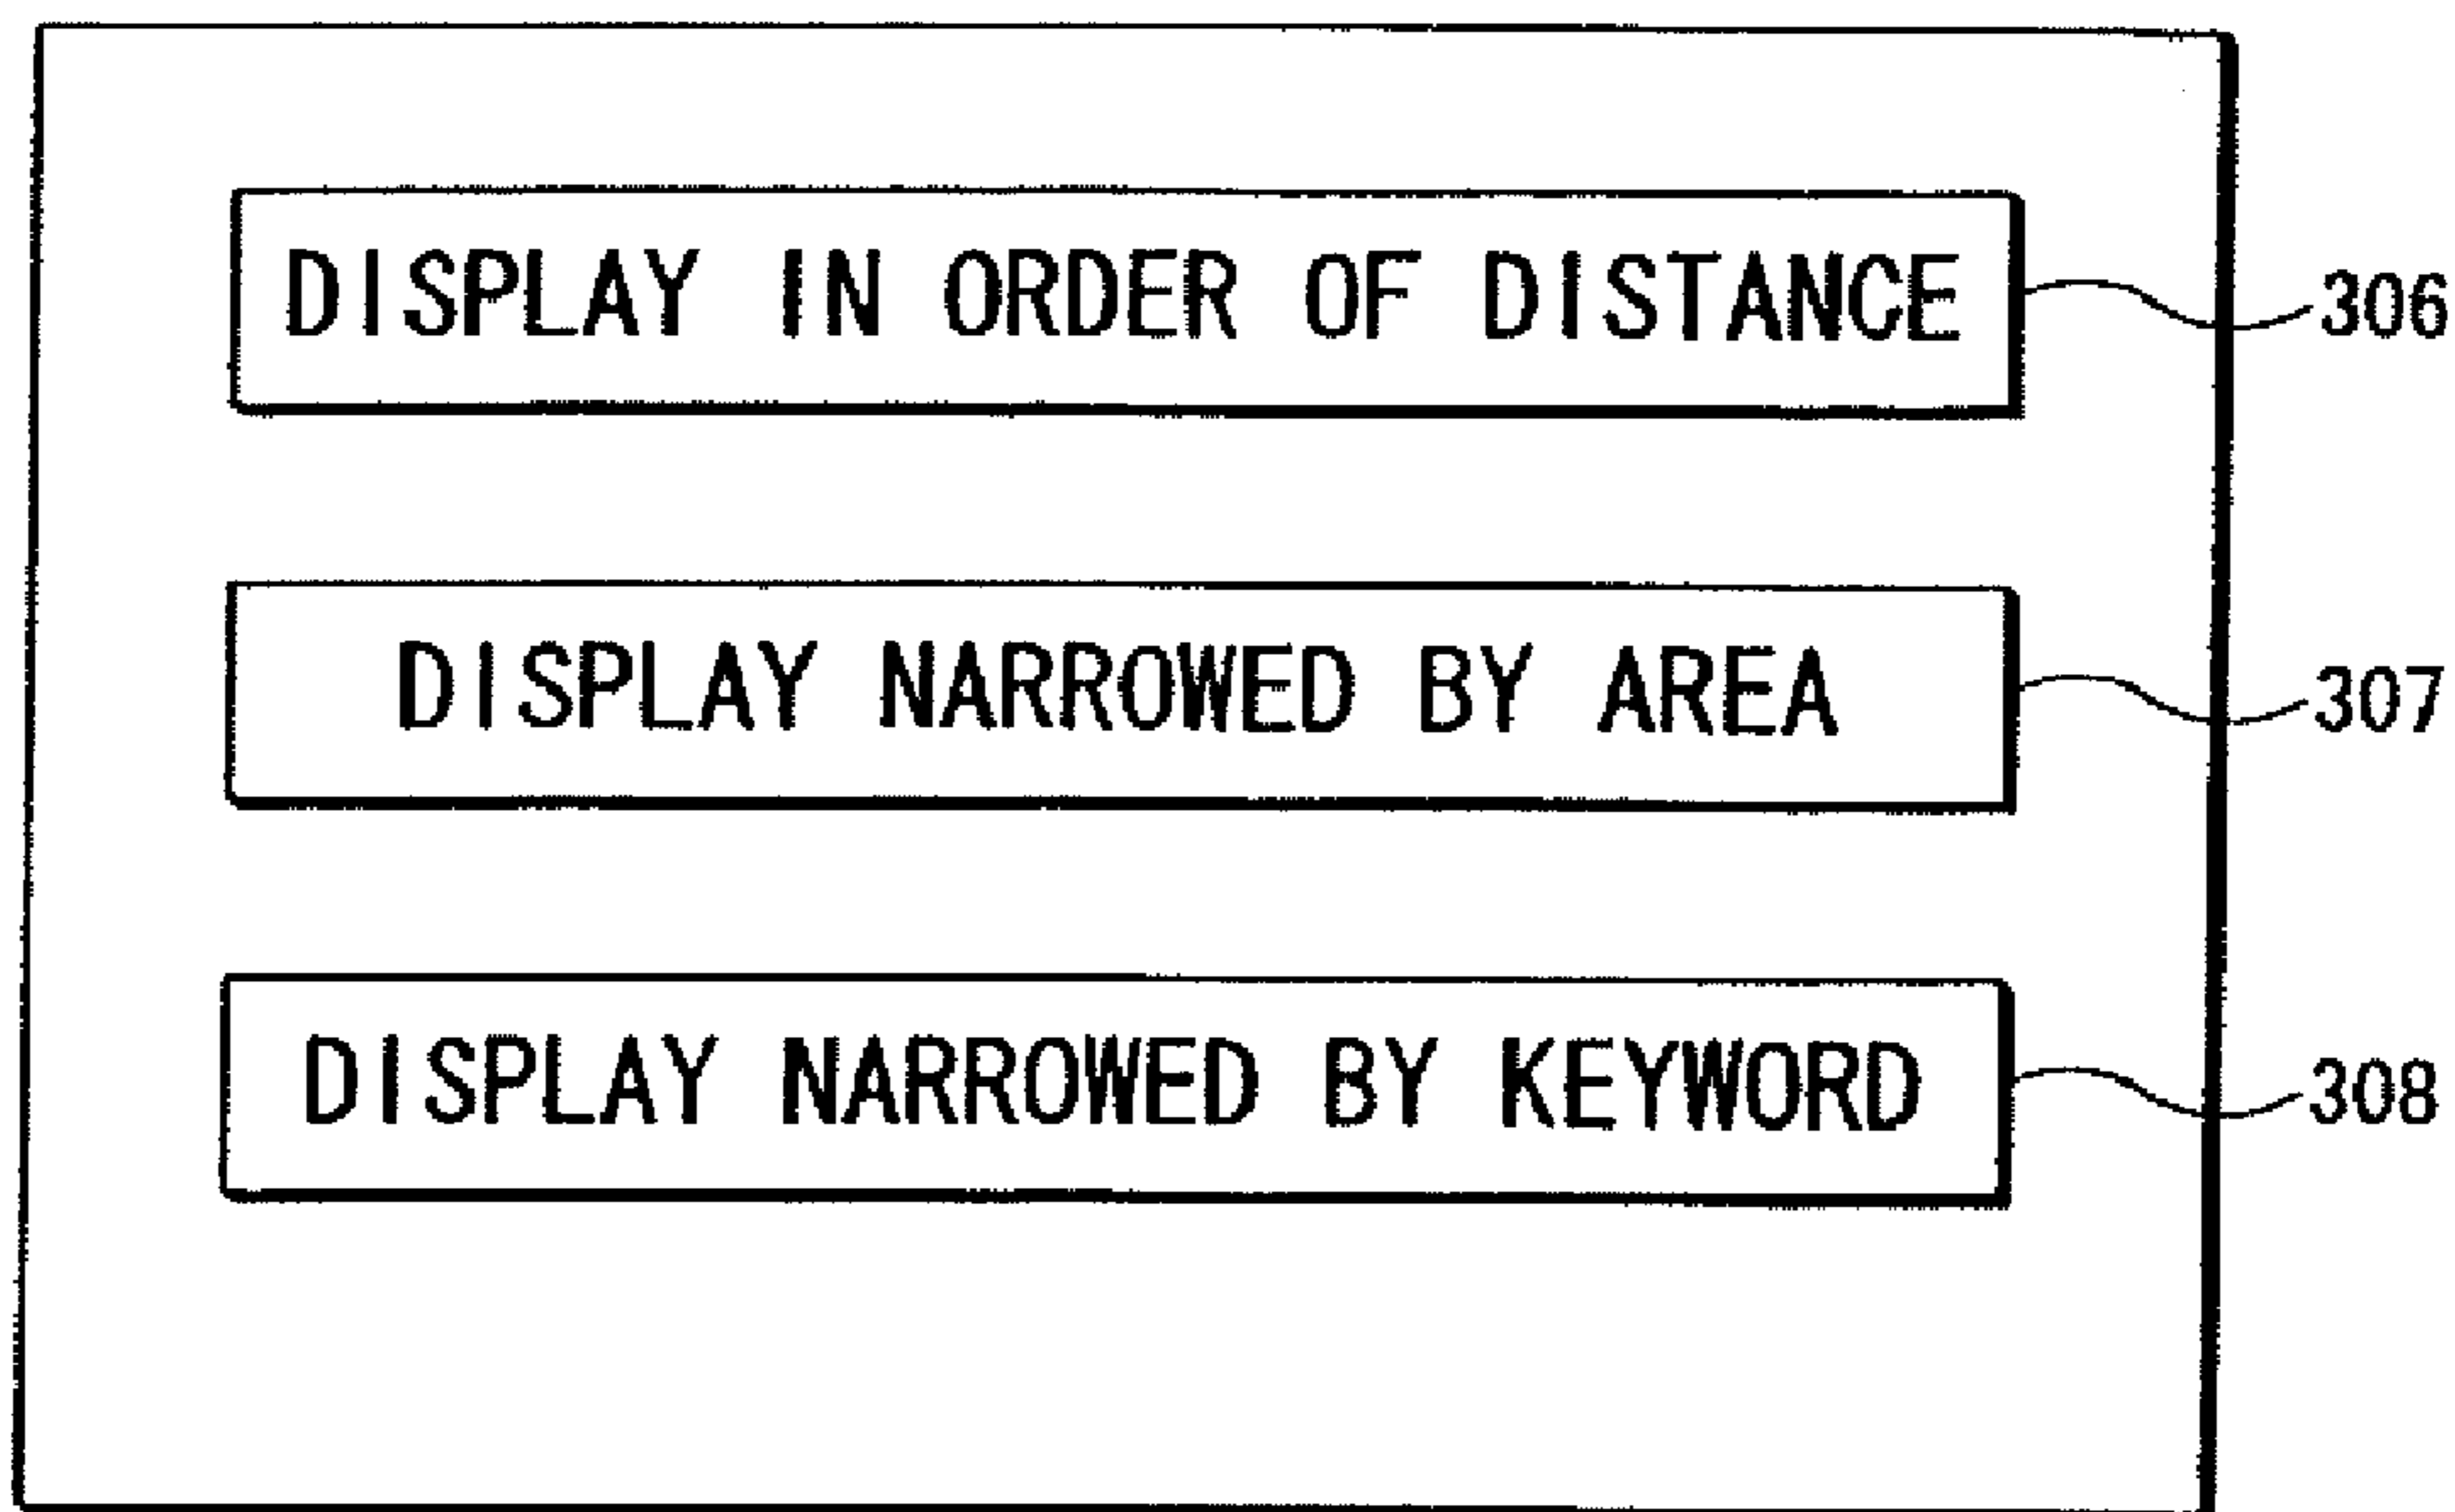 DISPLAY IN ORDER OF DISTANCE 306
DISPLAY NARROWED BY AREA 307
DISPLAY NARROWED BY KEYWORD 308